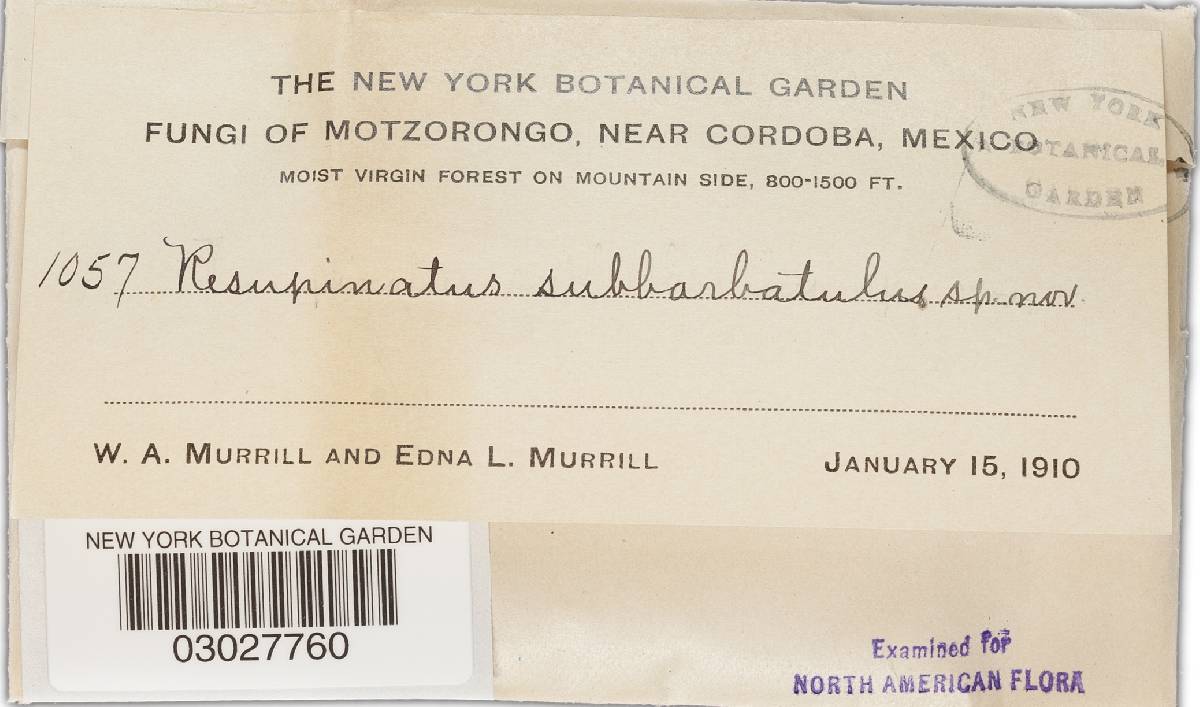 THE NEW YORK BOTANICAL GARDEN
FUNGI OF MOTZORONGO, NEAR CORDOBA, MEXICO
NEW YORK
BOTANICAL
GARDEN
MOIST VIRGIN FOREST ON MOUNTAIN SIDE, 800-1500 FT.
1057 Resupinatus subbarbatulus sp. nov.
W. A. MURRILL AND EDNA L. MURRILL
JANUARY 15, 1910
NEW YORK BOTANICAL GARDEN
03027760
Examined for
NORTH AMERICAN FLORA